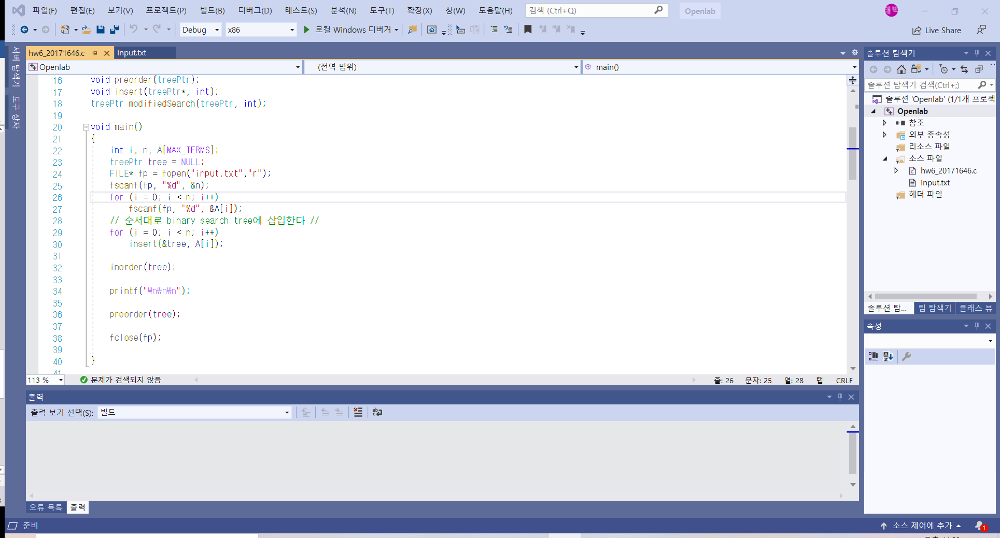 파일(F) 편집(E) 보기(V) 프로젝트(P) 빌드(B) 디버그(D) 테스트(S) 분석(N) 도구(T) 확장(X) 창(W) 도움말(H) 검색 (Ctrl+Q) Openlab 태보
Debug x86 로컬 Windows 디버거 Live Share
서버 탐색기
도구 상자
hw6_20171646.c input.txt
Openlab (전역 범위) main()
16 void preorder(treePtr);
17 void insert(treePtr*, int);
18 treePtr modifiedSearch(treePtr, int);
19
20 void main()
21 {
22 int i, n, A[MAX_TERMS];
23 treePtr tree = NULL;
24 FILE* fp = fopen("input.txt","r");
25 fscanf(fp, "%d", &n);
26 for (i = 0; i < n; i++)
27 fscanf(fp, "%d", &A[i]);
28 // 순서대로 binary search tree에 삽입한다 //
29 for (i = 0; i < n; i++)
30 insert(&tree, A[i]);
31
32 inorder(tree);
33
34 printf("₩n₩n₩n");
35
36 preorder(tree);
37
38 fclose(fp);
39
40 }
41
113 % 문제가 검색되지 않음 줄: 26 문자: 25 열: 28 탭 CRLF
출력
출력 보기 선택(S): 빌드
오류 목록 출력
솔루션 탐색기
솔루션 탐색기 검색(Ctrl+;)
솔루션 'Openlab' (1/1개 프로젝
Openlab
참조
외부 종속성
리소스 파일
소스 파일
hw6_20171646.c
input.txt
헤더 파일
솔루션 탐... 팀 탐색기 클래스 뷰
속성
준비 소스 제어에 추가 1